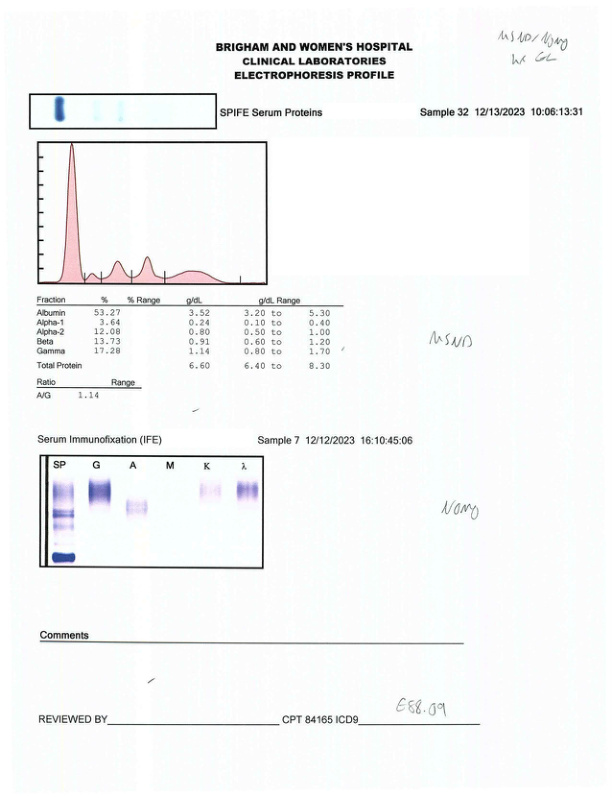 MSND/NOMO
BRIGHAM AND WOMEN'S HOSPITAL
CLINICAL LABORATORIES
ELECTROPHORESIS PROFILE
SPIFE Serum Proteins Sample 32 12/13/2023 10:06:13:31
Fraction % % Range g/dL g/dL Range
Albumin 53.27 3.52 3.20 to 5.30
Alpha-1 3.64 0.24 0.10 to 0.40
Alpha-2 12.08 0.80 0.50 to 1.00
Beta 13.73 0.91 0.60 to 1.20
Gamma 17.28 1.14 0.80 to 1.70
MSND
Total Protein 6.60 6.40 to 8.30
Ratio Range
A/G 1.14
Serum Immunofixation (IFE) Sample 7 12/12/2023 16:10:45:06
SP G A M K λ
NOMO
Comments
E88.09
REVIEWED BY CPT 84165 ICD9